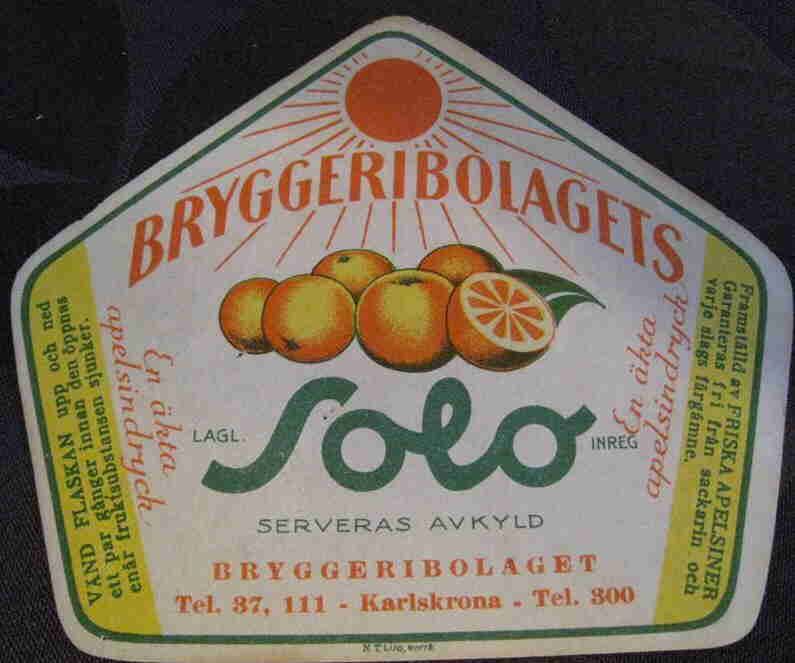 BRYGGERIBOLAGETS
En äkta
apelsindryck
En äkta
apelsindryck
LAGL. Solo INREG
SERVERAS AVKYLD
BRYGGERIBOLAGET
Tel. 37, 111 - Karlskrona - Tel. 300
VÄND FLASKAN upp och ned
ett par gånger innan den öppnas
enär fruktsubstansen sjunker.
Framställd av FRISKA APELSINER
Garanteras fri från sackarin och
varje slags färgämne.